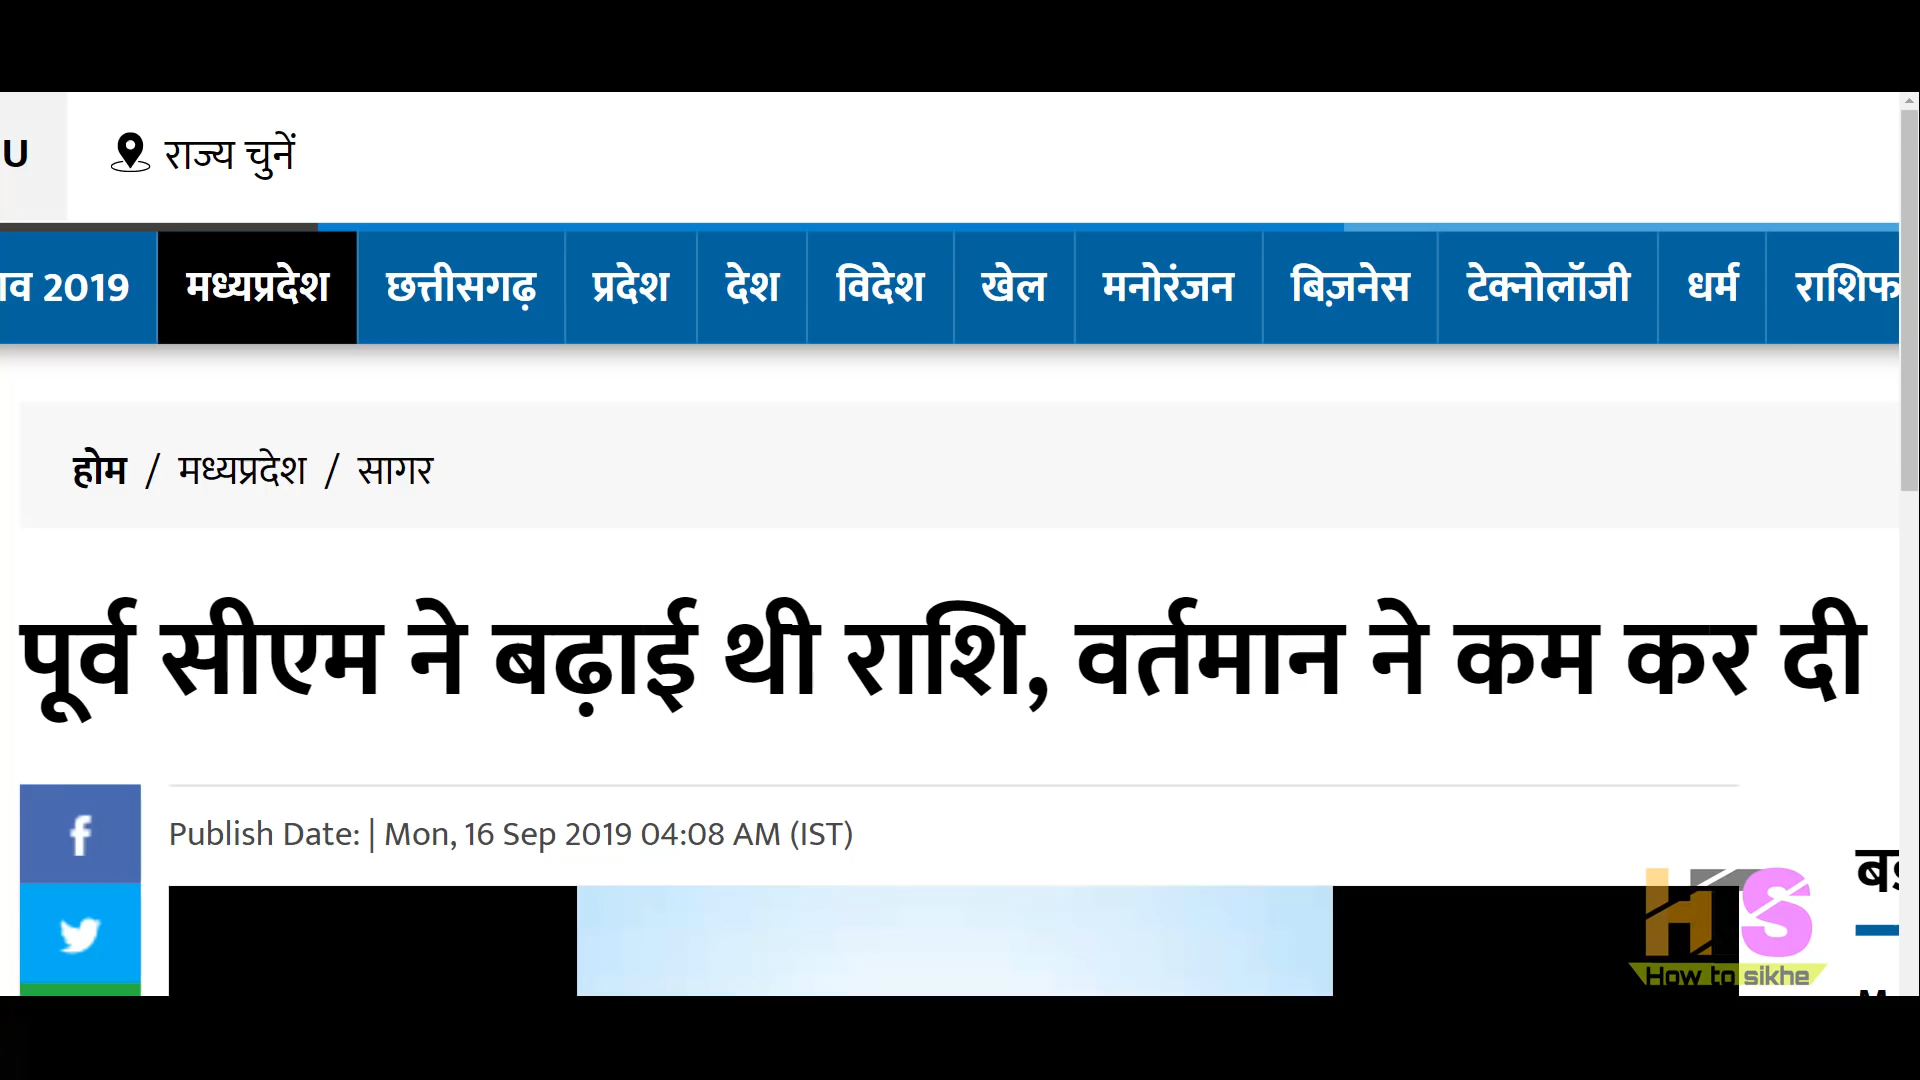 U
राज्य चुनें
व 2019 मध्यप्रदेश छत्तीसगढ़ प्रदेश देश विदेश खेल मनोरंजन बिज़नेस टेक्नोलॉजी धर्म राशिफ
होम / मध्यप्रदेश / सागर
पूर्व सीएम ने बढ़ाई थी राशि, वर्तमान ने कम कर दी
Publish Date: | Mon, 16 Sep 2019 04:08 AM (IST)
HTS
How to sikhe